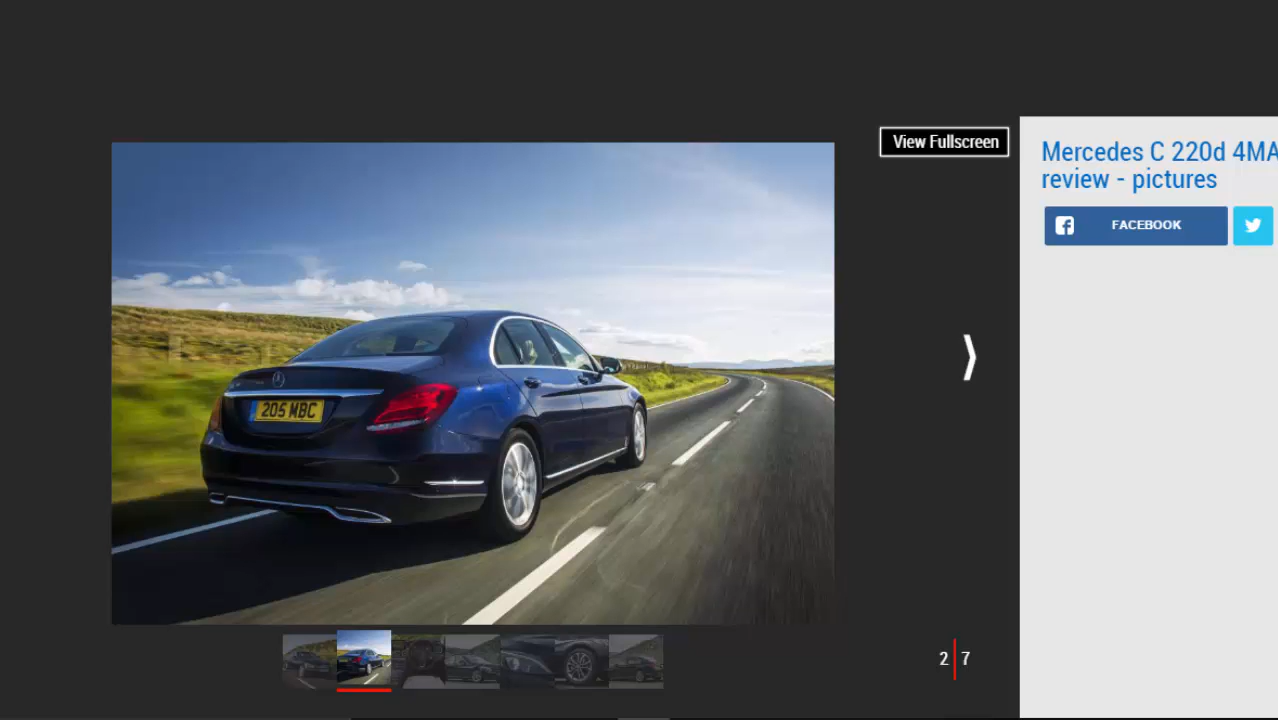 View Fullscreen
Mercedes C 220d 4MA
review - pictures
FACEBOOK
205 MBC
2 7